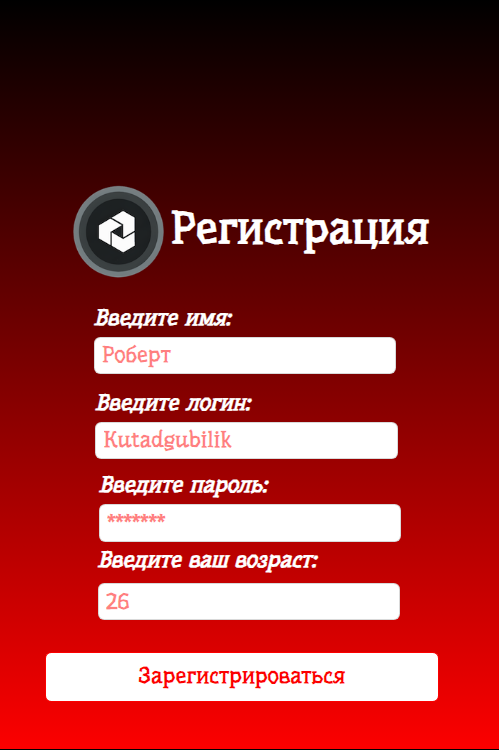 Регистрация
Введите имя:
Роберт
Введите логин:
Kutadgubilik
Введите пароль:
*******
Введите ваш возраст:
26
Зарегистрироваться